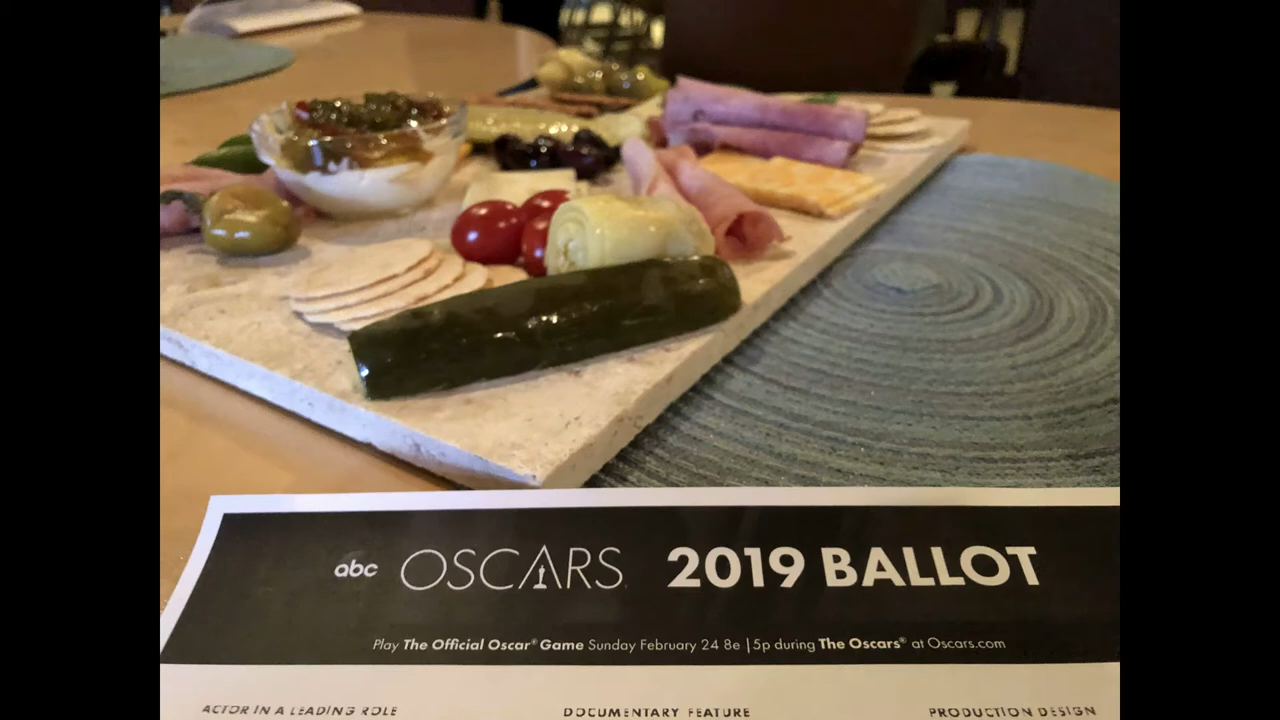 abc OSCARS 2019 BALLOT
Play The Official Oscar® Game Sunday February 24 8e | 5p during The Oscars® at Oscars.com
ACTOR IN A LEADING ROLE DOCUMENTARY FEATURE PRODUCTION DESIGN